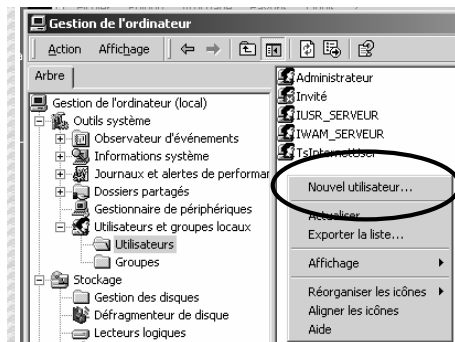 Gestion de l'ordinateur
Action Affichage
Arbre
Gestion de l'ordinateur (local)
Outils système
Observateur d'événements
Informations système
Journaux et alertes de performar
Dossiers partagés
Gestionnaire de périphériques
Utilisateurs et groupes locaux
Utilisateurs
Groupes
Stockage
Gestion des disques
Défragmenteur de disque
Lecteurs logiques
Administrateur
Invité
IUSR_SERVEUR
IWAM_SERVEUR
TsInternetUser
Nouvel utilisateur...
Actualiser
Exporter la liste...
Affichage
Réorganiser les icônes
Aligner les icônes
Aide